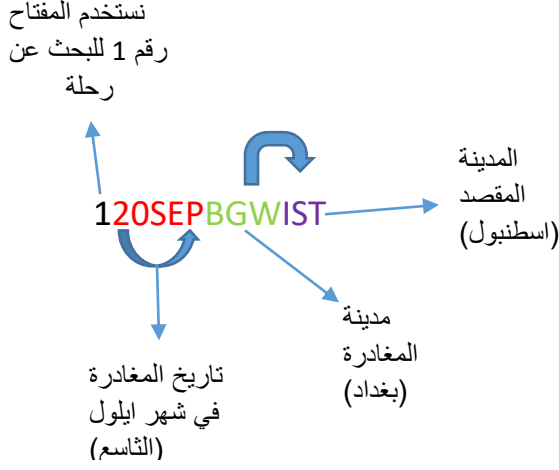 نستخدم المفتاح
رقم 1 للبحث عن
رحلة
المدينة
المقصد
(اسطنبول)
120SEPBGWIST
مدينة
المغادرة
(بغداد)
تاريخ المغادرة
في شهر ايلول
(التاسع)